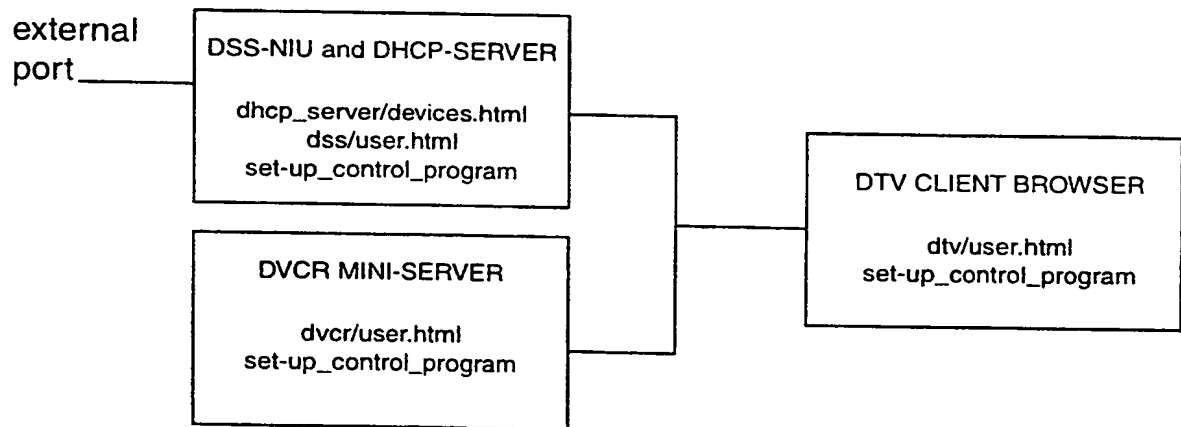 external
port
DSS-NIU and DHCP-SERVER
dhcp_server/devices.html
dss/user.html
set-up_control_program
DVCR MINI-SERVER
dvcr/user.html
set-up_control_program
DTV CLIENT BROWSER
dtv/user.html
set-up_control_program